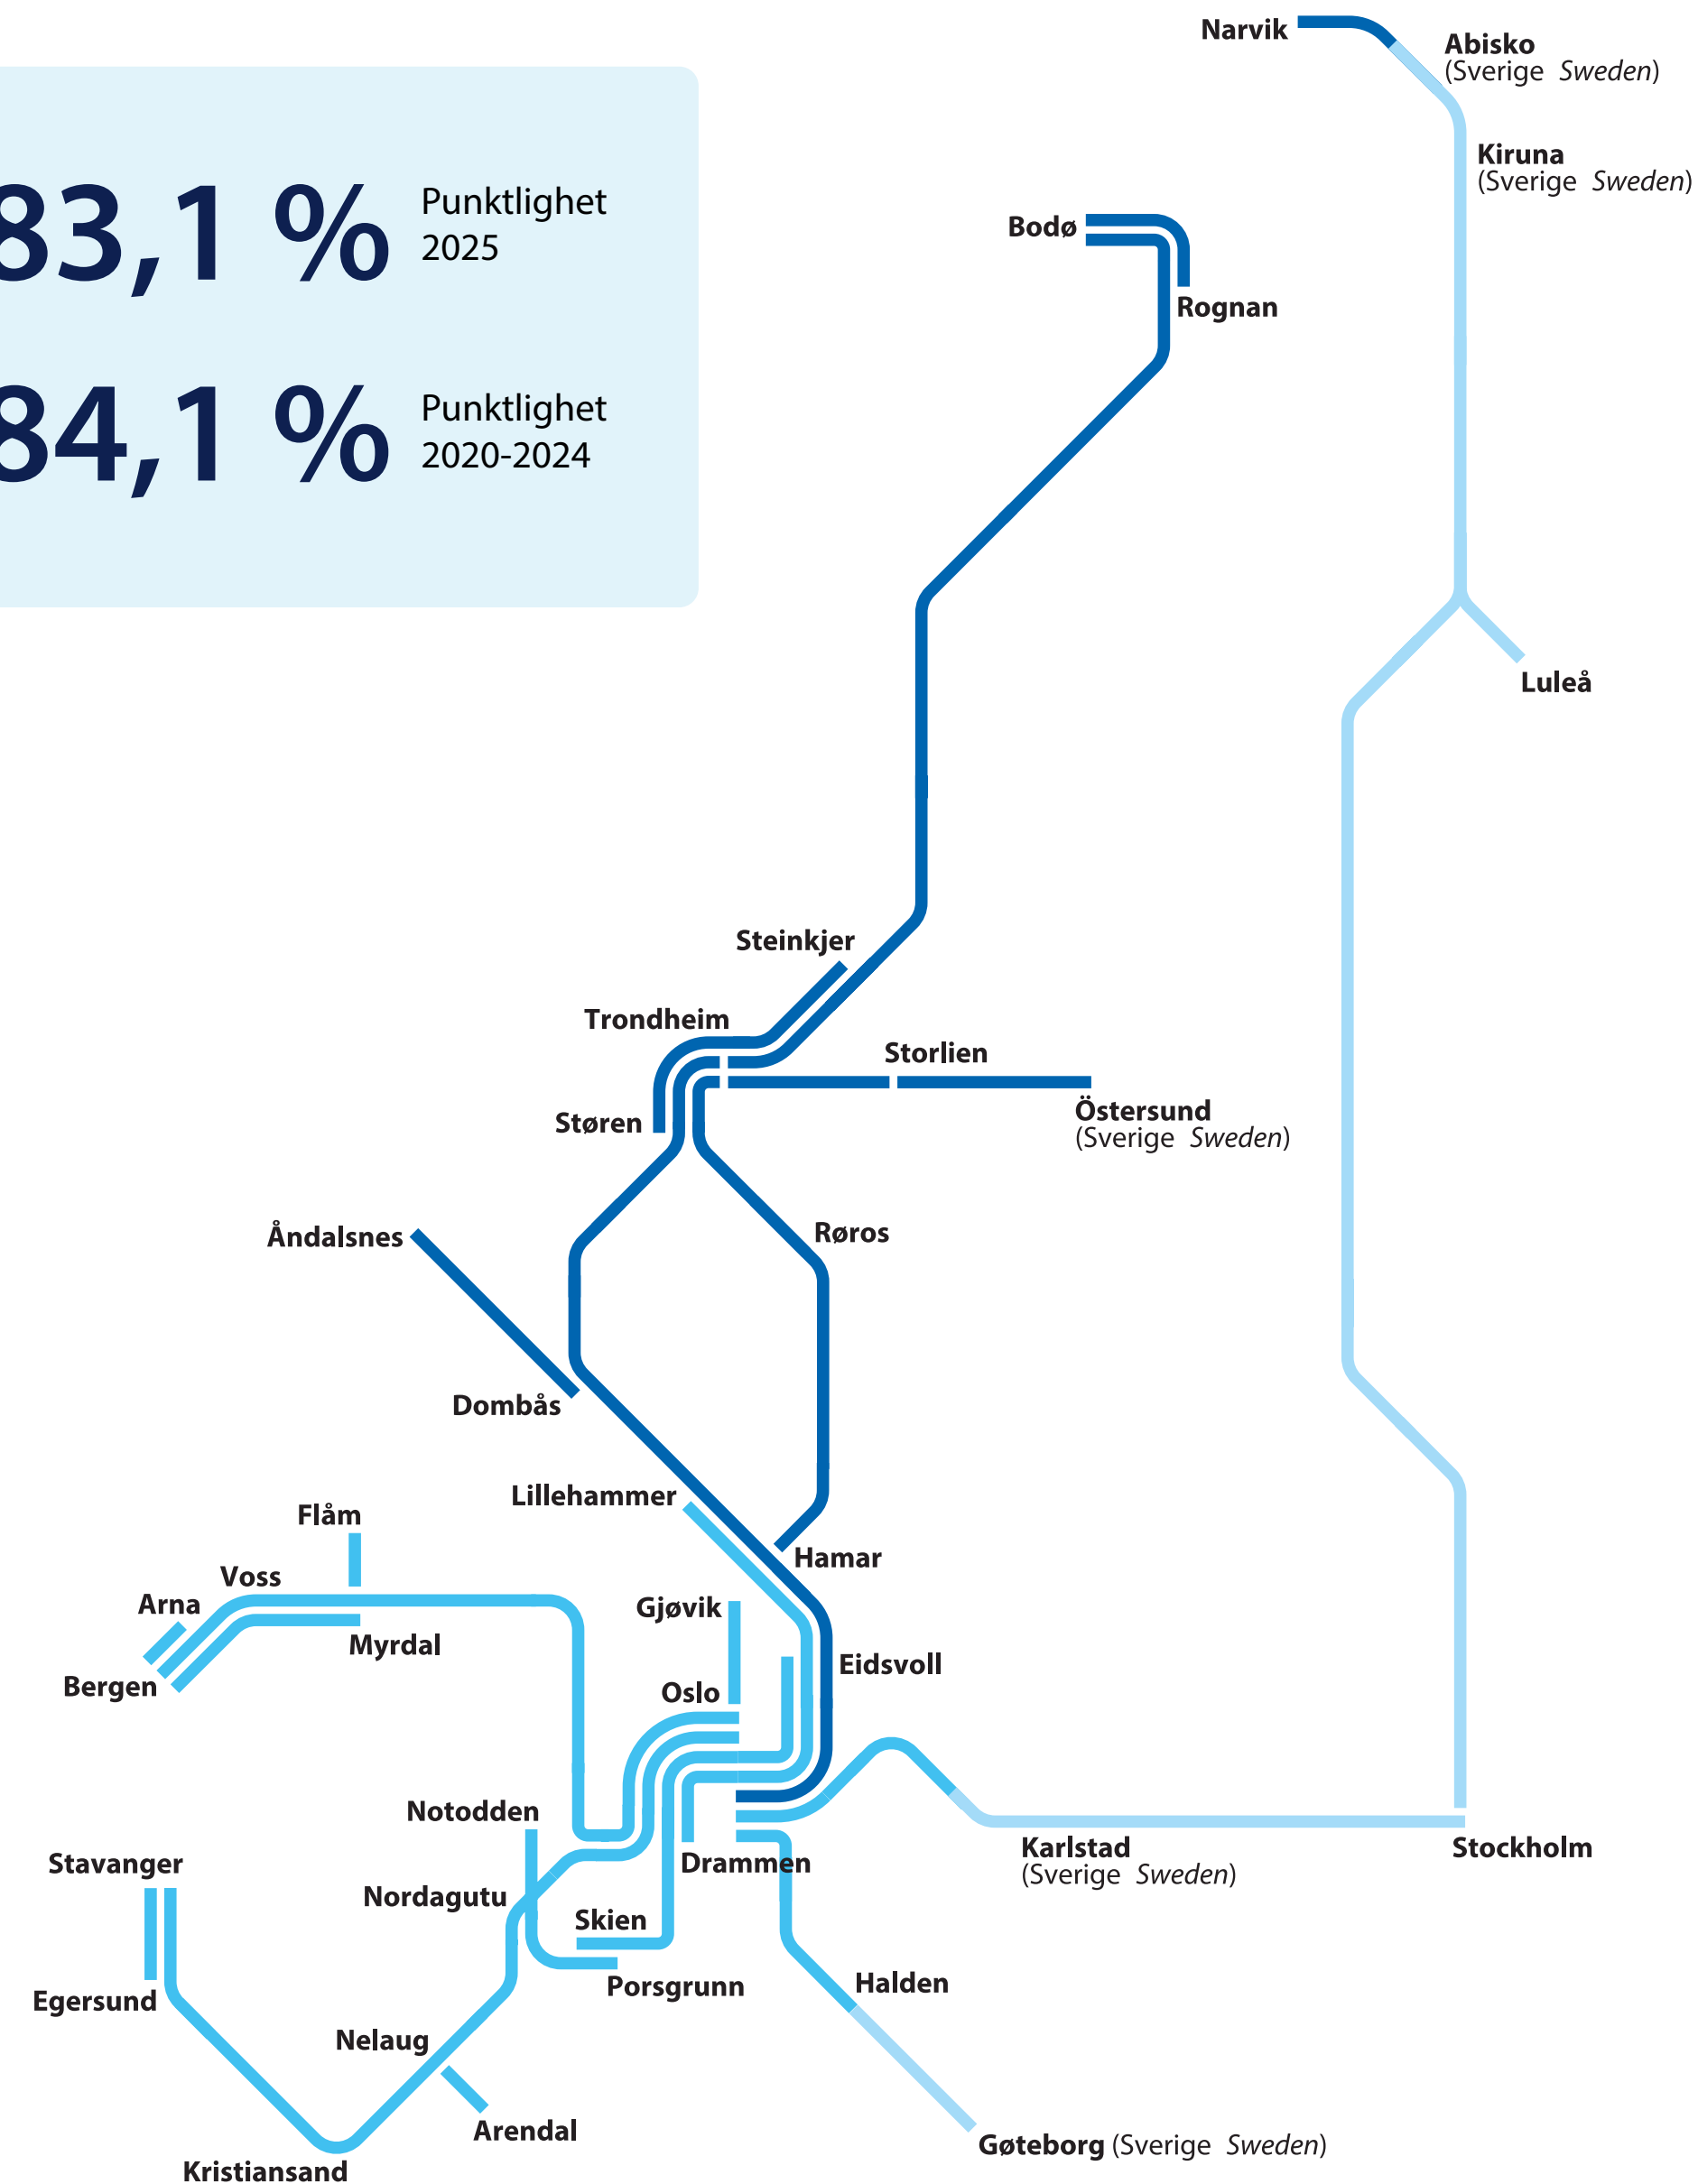 Narvik
Abisko
(Sverige Sweden)
Kiruna
(Sverige Sweden)
83,1 %
Punktlighet
2025
Bodø
Rognan
84,1 %
Punktlighet
2020-2024
Luleå
Steinkjer
Trondheim
Storlien
Støren
Östersund
(Sverige Sweden)
Røros
Åndalsnes
Dombås
Lillehammer
Flåm
Hamar
Voss
Arna
Gjøvik
Myrdal
Bergen
Eidsvoll
Oslo
Notodden
Karlstad
(Sverige Sweden)
Stockholm
Stavanger
Drammen
Nordagutu
Skien
Porsgrunn
Halden
Egersund
Nelaug
Arendal
Gøteborg (Sverige Sweden)
Kristiansand